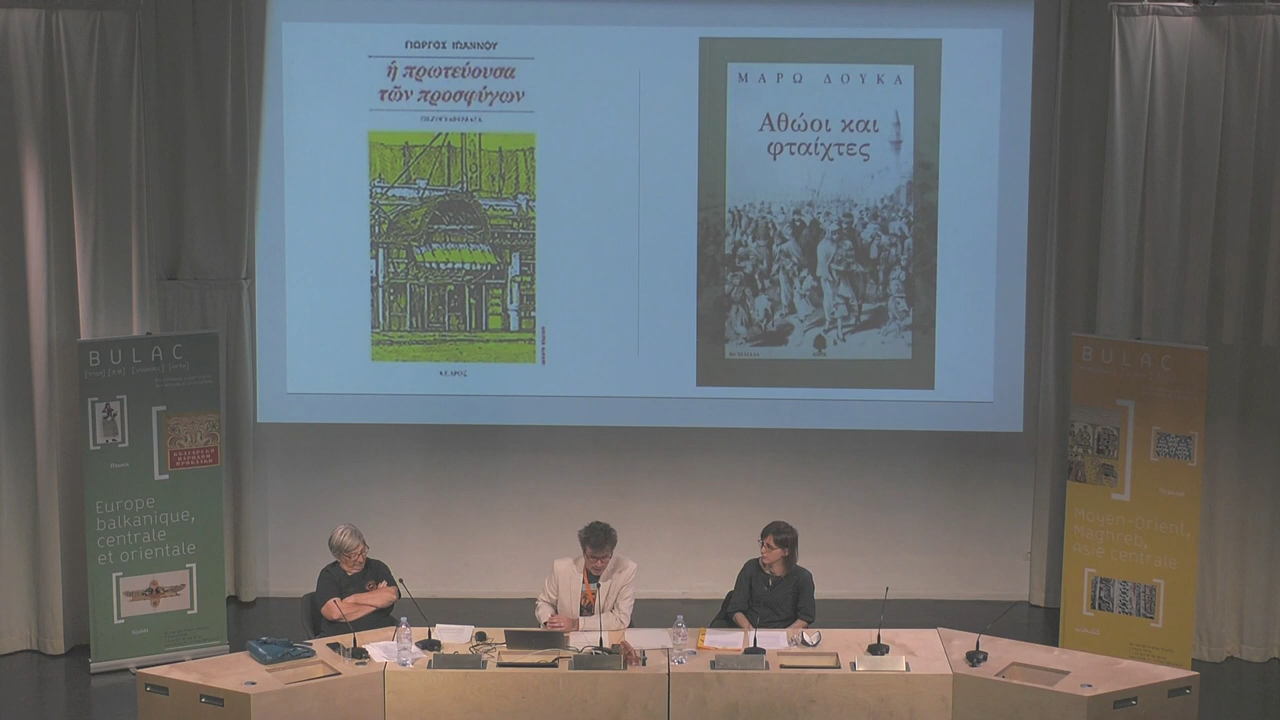 ΓΙΩΡΓΟΣ ΙΩΑΝΝΟΥ
ἡ πρωτεύουσα
τῶν προσφύγων
ΚΕΔΡΟΣ
ΜΑΡΩ ΔΟΥΚΑ
Αθώοι και
φταίχτες
BULAC
Europe
balkanique,
centrale
et orientale
BULAC
Moyen-Orient,
Maghreb,
Asie centrale